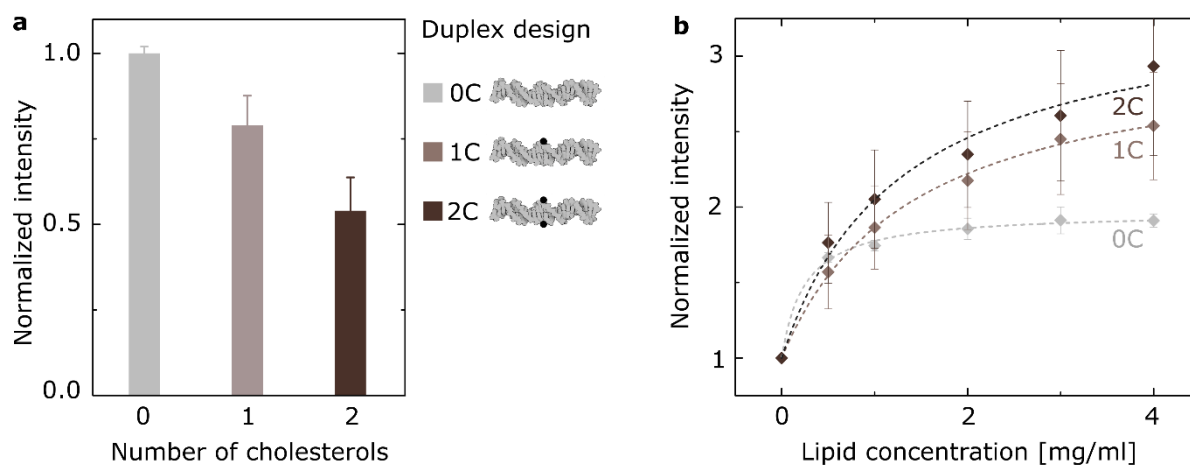 a
Normalized intensity
1.0
0.5
0.0
0
1
2
Number of cholesterols
Duplex design
0C
1C
2C
b
Normalized intensity
3
2
1
2C
1C
0C
0
2
4
Lipid concentration [mg/ml]